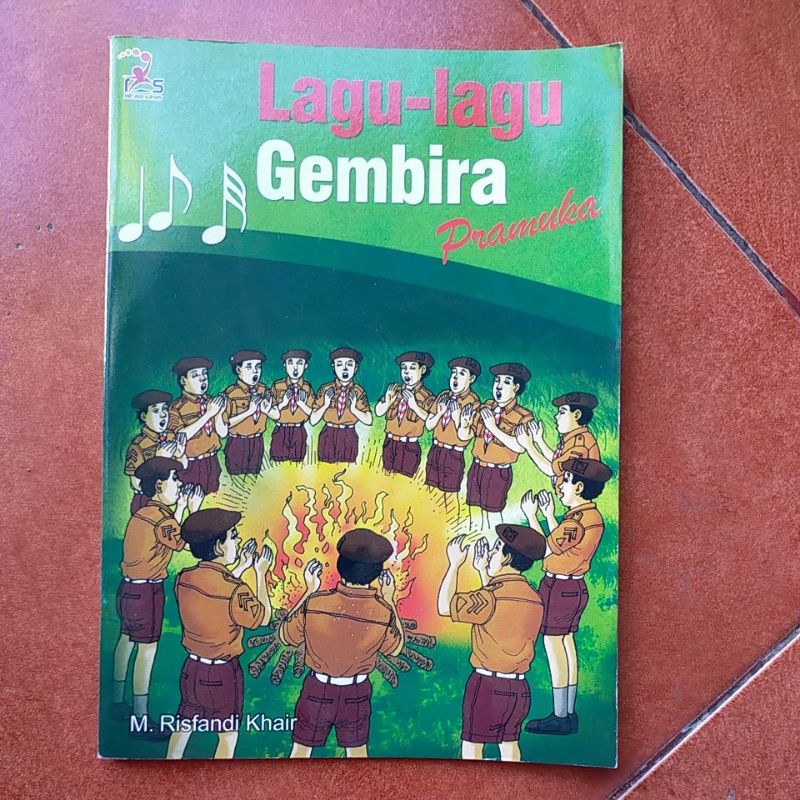 Lagu-lagu
Gembira
Pramuka
M. Risfandi Khair